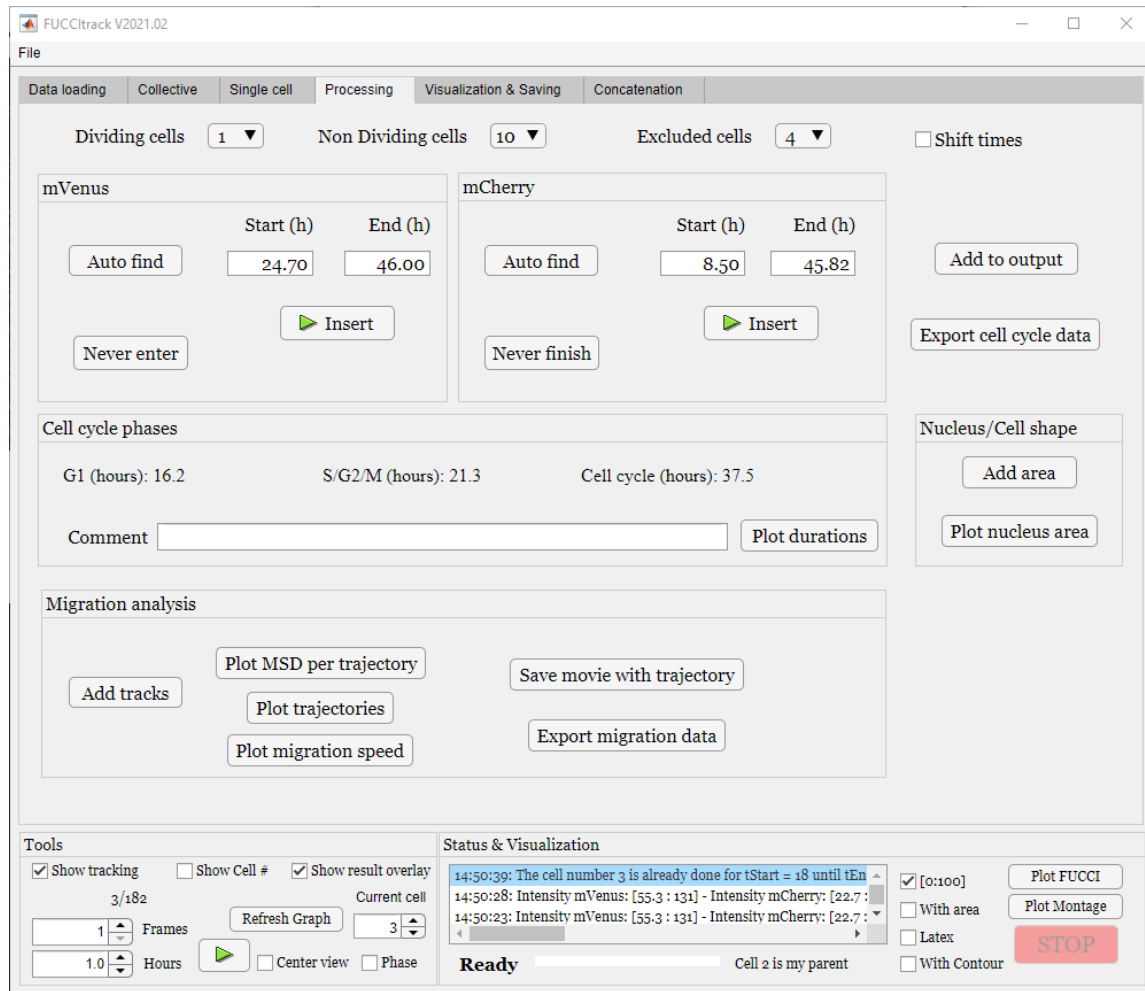 FUCCItrack V2021.02
File
Data loading Collective Single cell Processing Visualization & Saving Concatenation
Dividing cells 1 Non Dividing cells 10 Excluded cells 4 Shift times
mVenus
Start (h) End (h)
Auto find 24.70 46.00
Insert
Never enter
mCherry
Start (h) End (h)
Auto find 8.50 45.82
Insert
Never finish
Add to output
Export cell cycle data
Cell cycle phases
G1 (hours): 16.2 S/G2/M (hours): 21.3 Cell cycle (hours): 37.5
Comment Plot durations
Nucleus/Cell shape
Add area
Plot nucleus area
Migration analysis
Add tracks
Plot MSD per trajectory
Plot trajectories
Plot migration speed
Save movie with trajectory
Export migration data
Tools
Show tracking Show Cell # Show result overlay
3/182 Current cell
1 Frames Refresh Graph 3
1.0 Hours Center view Phase
Status & Visualization
14:50:39: The cell number 3 is already done for tStart = 18 until tEn
14:50:28: Intensity mVenus: [55.3 : 131] - Intensity mCherry: [22.7 :
14:50:23: Intensity mVenus: [55.3 : 131] - Intensity mCherry: [22.7 :
Ready Cell 2 is my parent
[0:100]
With area
Latex
With Contour
Plot FUCCI
Plot Montage
STOP